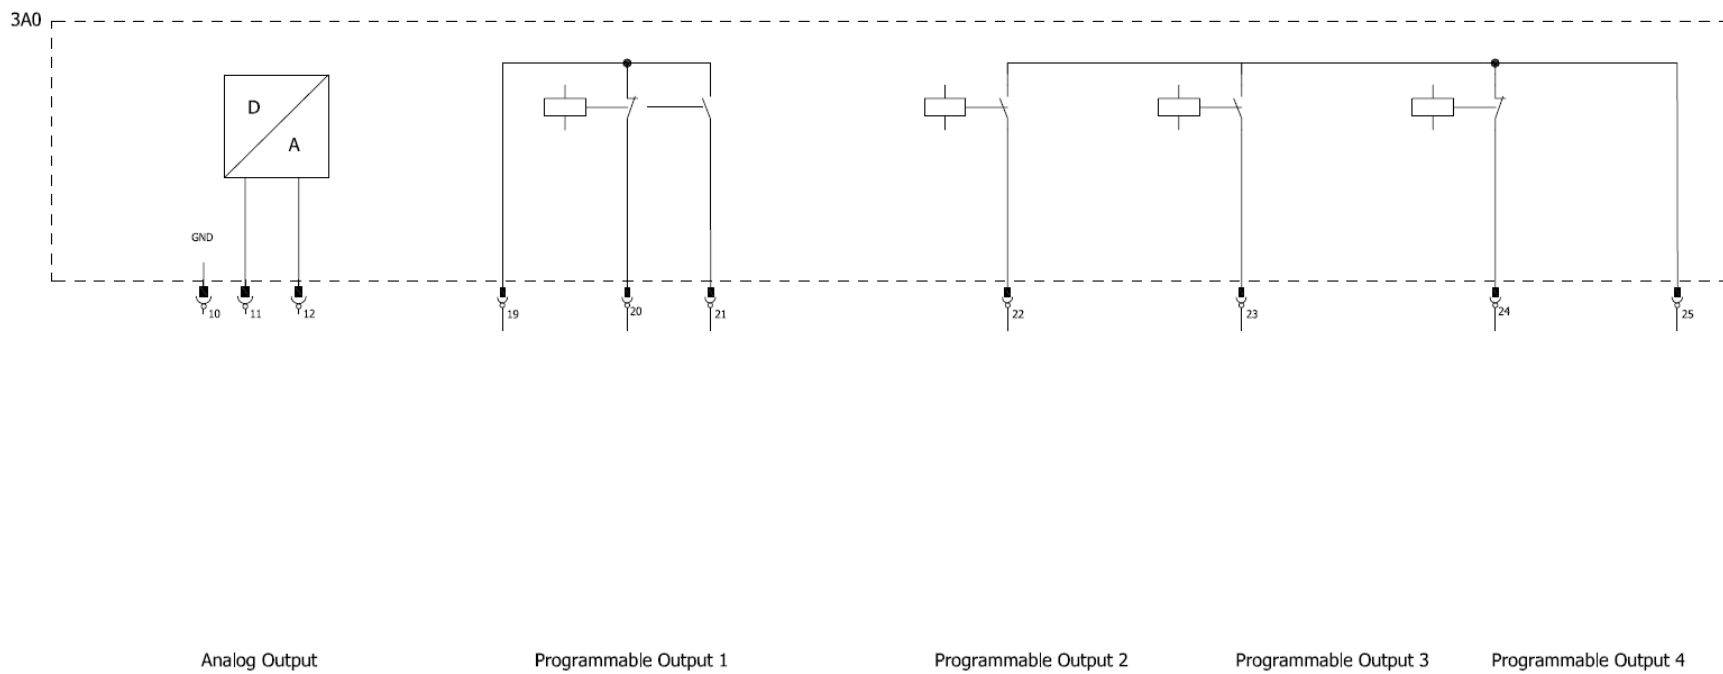 3A0
D
A
GND
10 11 12 19 20 21 22 23 24 25
Analog Output Programmable Output 1 Programmable Output 2 Programmable Output 3 Programmable Output 4